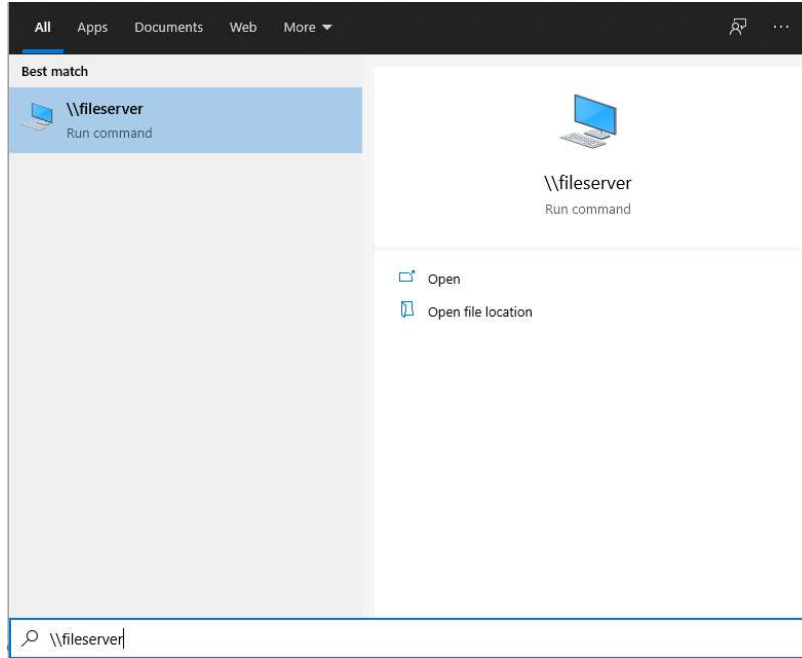 All Apps Documents Web More
Best match
\\fileserver
Run command
\\fileserver
Run command
Open
Open file location
\\fileserver